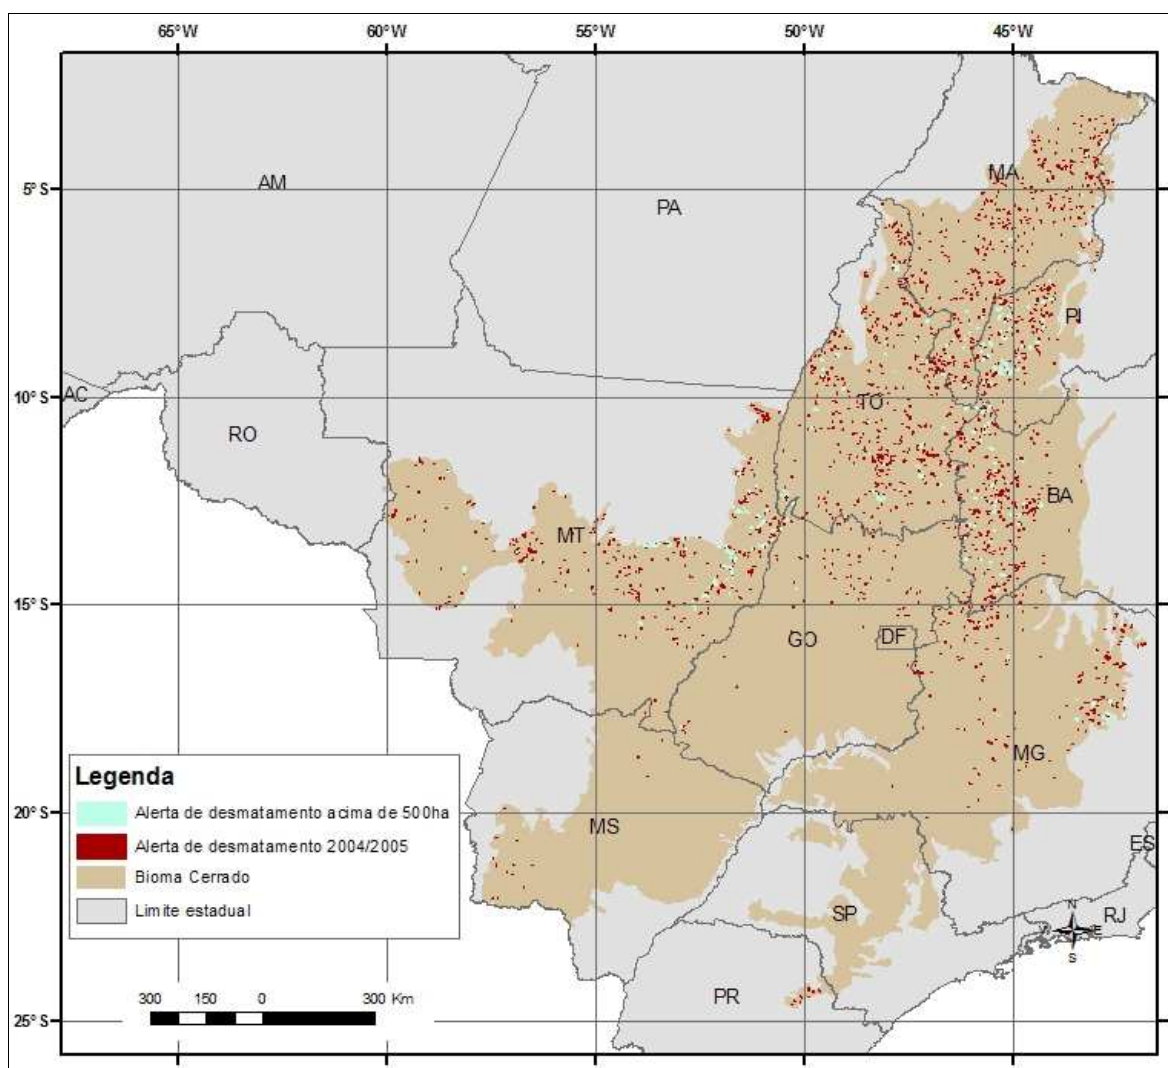 65°W 60°W 55°W 50°W 45°W
5° S
AM
PA
MA
PI
10° S
AC
RO
TO
BA
MT
15° S
GO
DF
MG
Legenda
Alerta de desmatamento acima de 500ha
Alerta de desmatamento 2004/2005
Bioma Cerrado
Limite estadual
20° S
MS
ES
SP
RJ
N
E
S
PR
300 150 0 300 Km
25° S